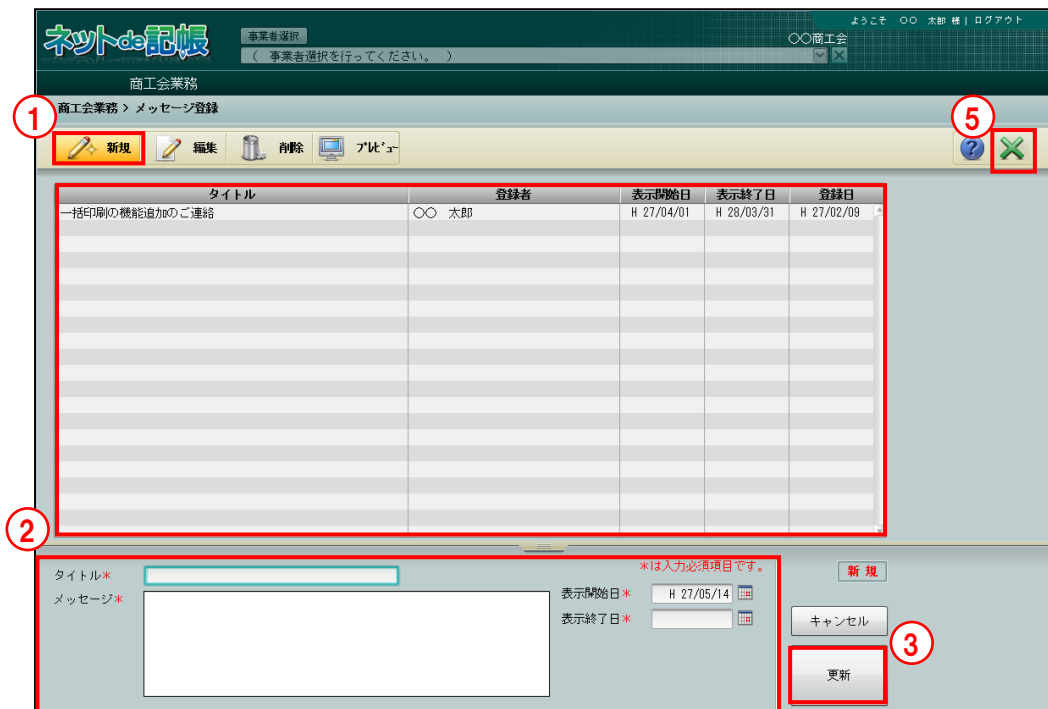 ようこそ ○○ 太郎 様 | ログアウト
ネットde記帳
事業者選択
○○商工会
( 事業者選択を行ってください。 )
商工会業務
商工会業務 > メッセージ登録
①
⑤
新規
編集
削除
ﾌﾟﾚﾋﾞｭｰ
タイトル 登録者 表示開始日 表示終了日 登録日
一括印刷の機能追加のご連絡 ○○ 太郎 H 27/04/01 H 28/03/31 H 27/02/09
②
*は入力必須項目です。
新規
タイトル*
メッセージ*
表示開始日* H 27/05/14
表示終了日*
キャンセル
③
更新